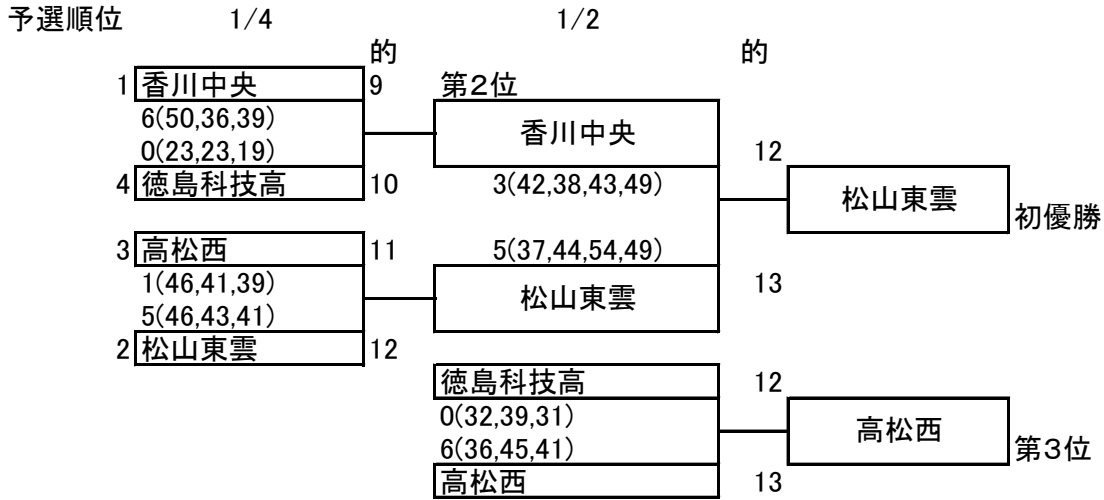 予選順位 1/4 1/2
的 的
1 香川中央 9 第2位
6(50,36,39) 香川中央
0(23,23,19) 12
4 徳島科技高 10 3(42,38,43,49)
松山東雲 初優勝
3 高松西 11 5(37,44,54,49)
1(46,41,39) 松山東雲 13
5(46,43,41)
2 松山東雲 12
徳島科技高 12
0(32,39,31) 高松西
6(36,45,41) 第3位
高松西 13